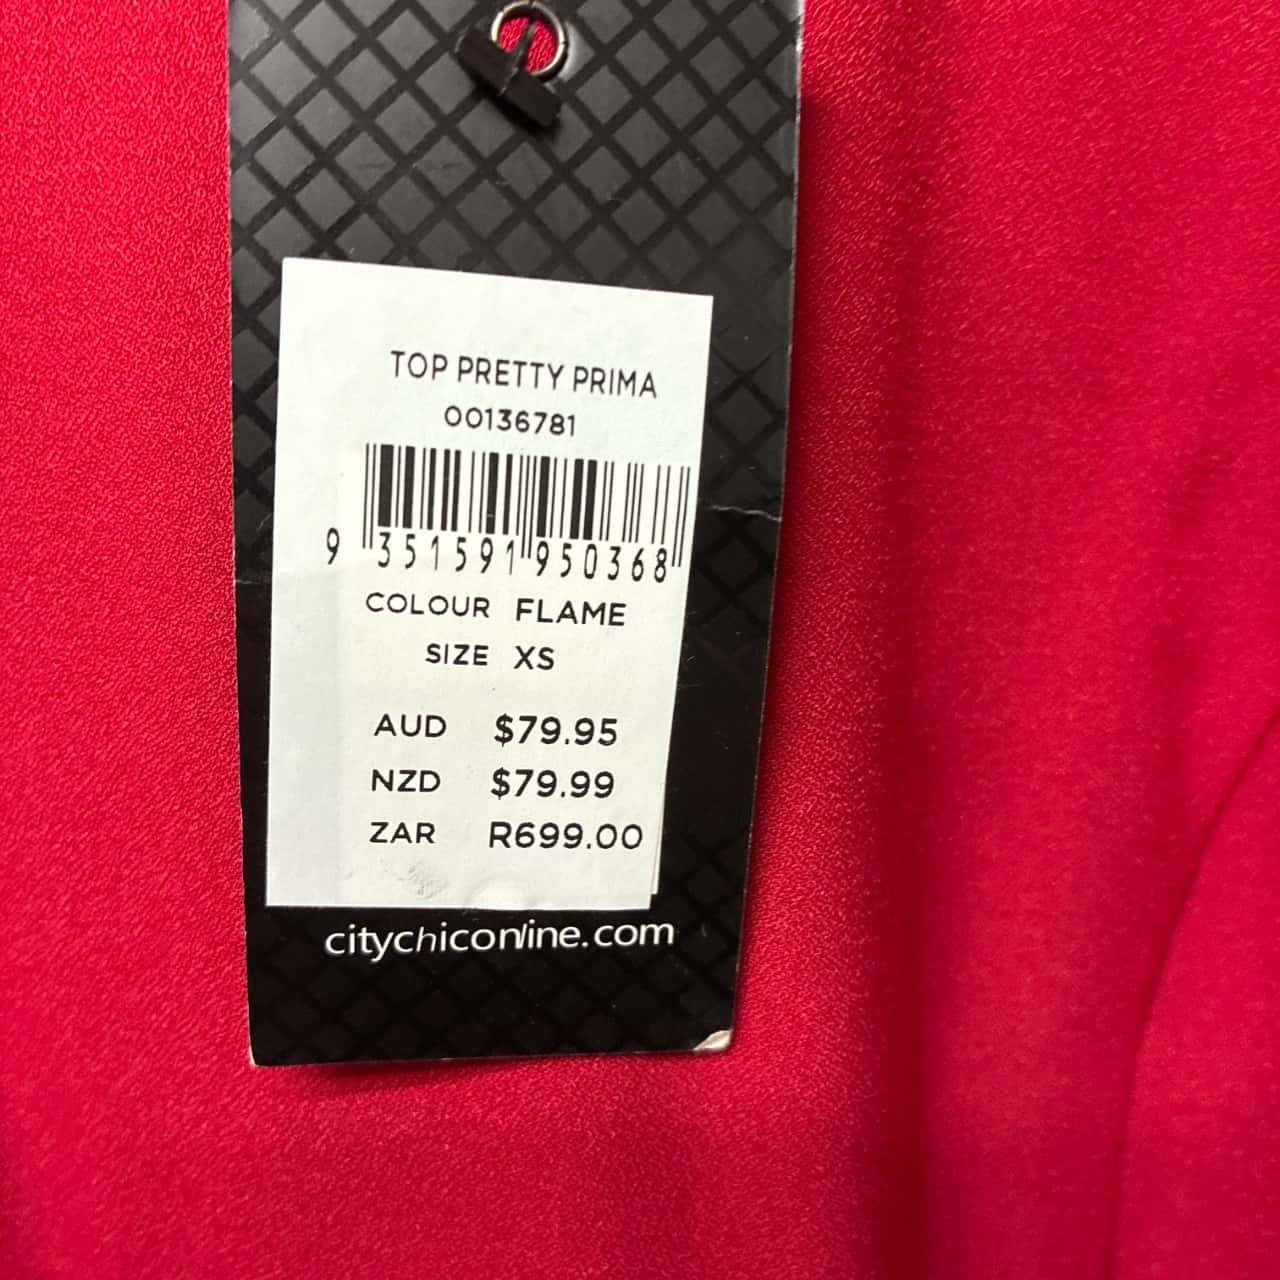 TOP PRETTY PRIMA
00136781
9 351591 950368
COLOUR FLAME
SIZE XS
AUD $79.95
NZD $79.99
ZAR R699.00
citychiconline.com